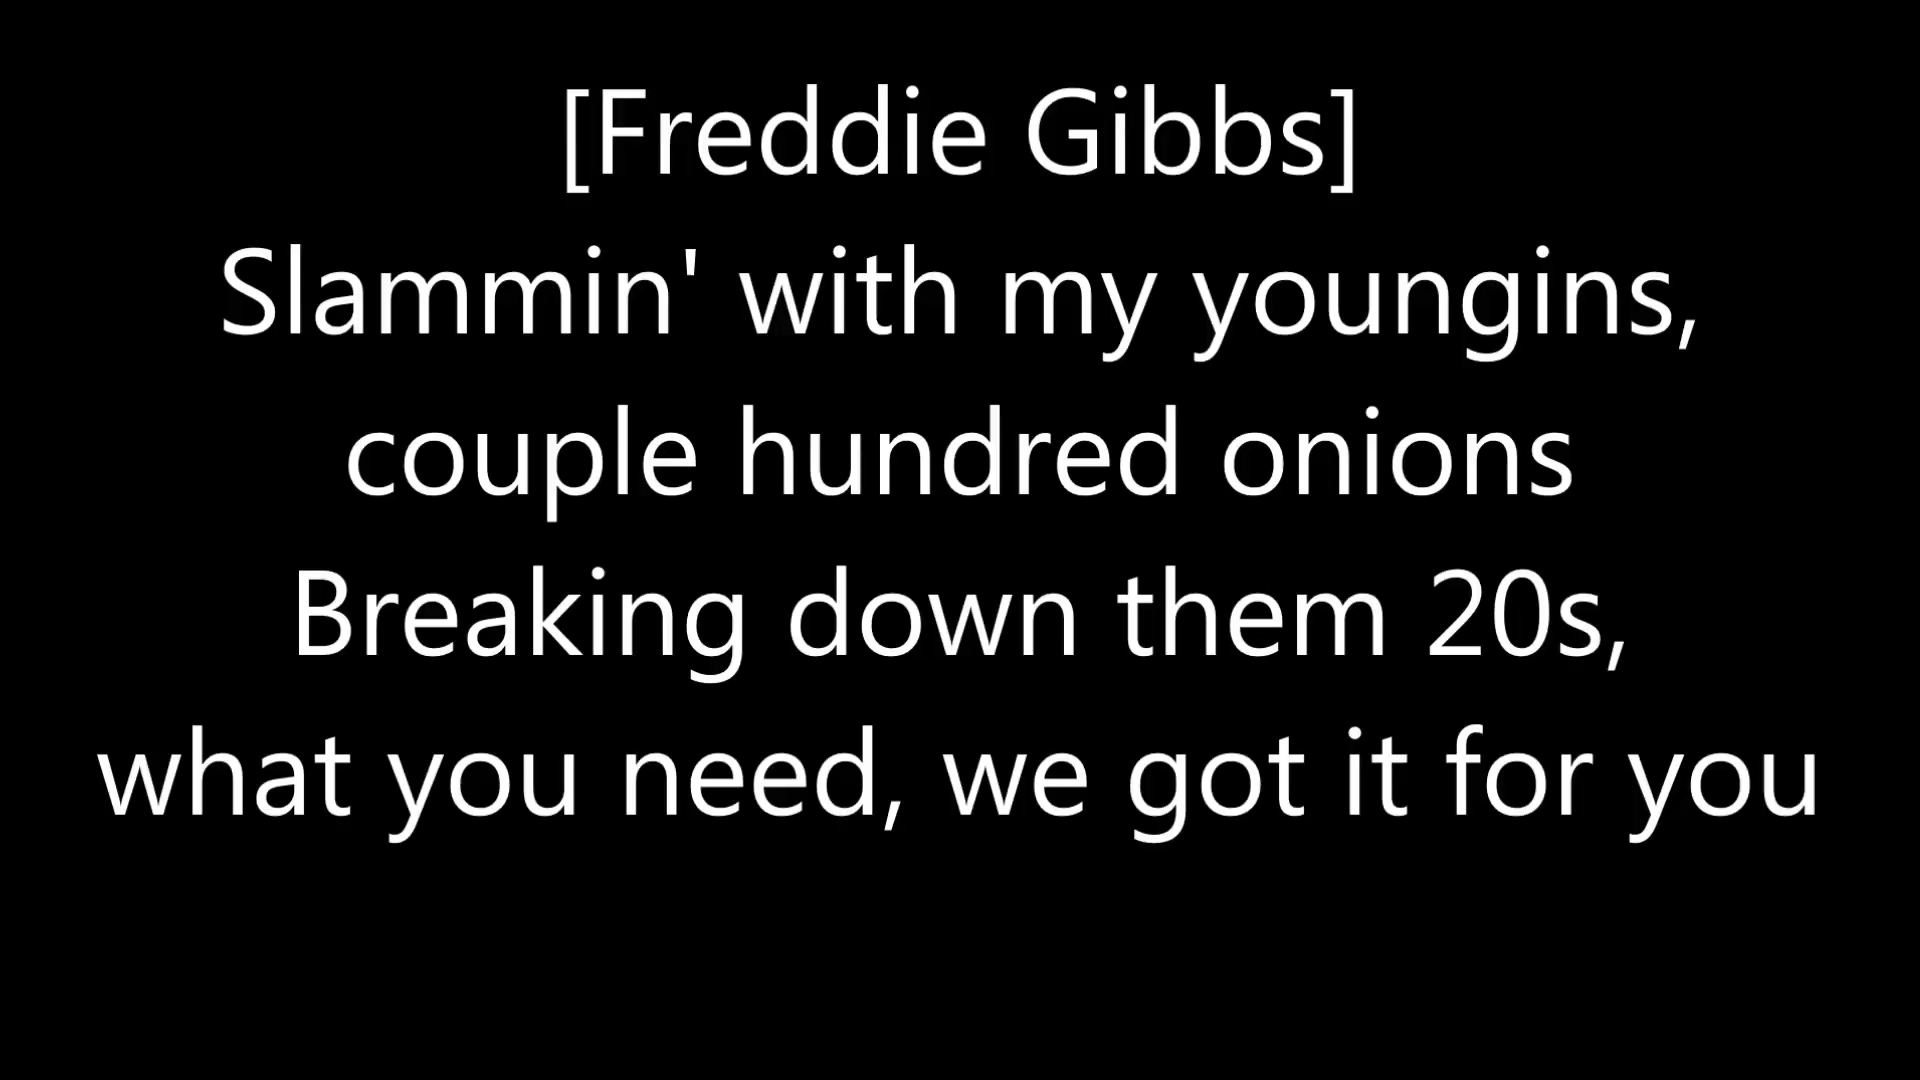 [Freddie Gibbs]
Slammin' with my youngins,
couple hundred onions
Breaking down them 20s,
what you need, we got it for you